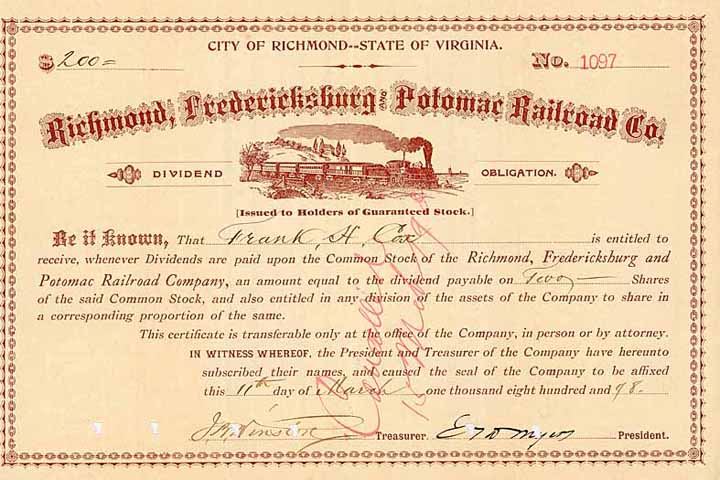 CITY OF RICHMOND--STATE OF VIRGINIA.
$ 200=
No. 1097
Richmond, Fredericksburg and Potomac Railroad Co.
DIVIDEND OBLIGATION.
[Issued to Holders of Guaranteed Stock.]
Be it Known, That Frank H. Cox is entitled to
receive, whenever Dividends are paid upon the Common Stock of the Richmond, Fredericksburg and
Potomac Railroad Company, an amount equal to the dividend payable on Two Shares
of the said Common Stock, and also entitled in any division of the assets of the Company to share in
a corresponding proportion of the same.
This certificate is transferable only at the office of the Company, in person or by attorney.
IN WITNESS WHEREOF, the President and Treasurer of the Company have hereunto
subscribed their names, and caused the seal of the Company to be affixed
this 11th day of March one thousand eight hundred and 98.
Treasurer. E T D Myers President.